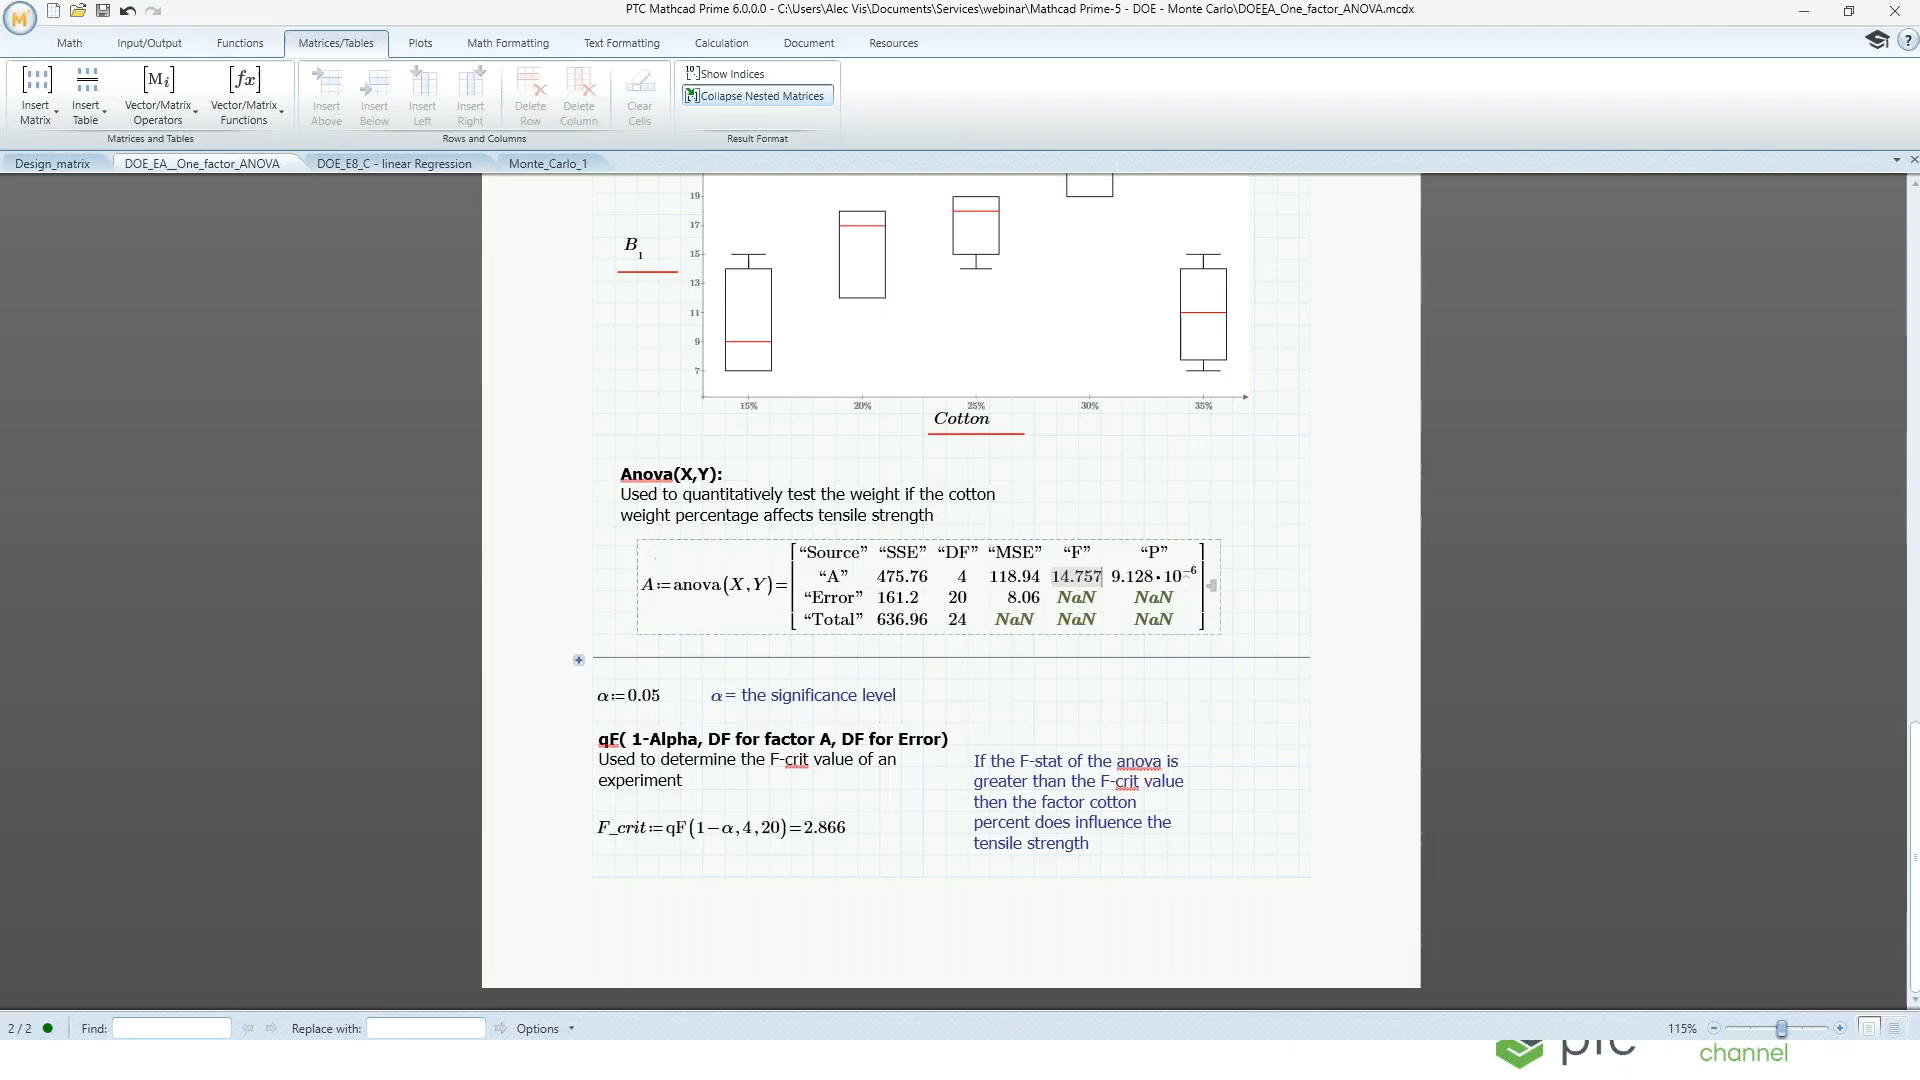 PTC Mathcad Prime 6.0.0.0 - C:\Users\Alec Vis\Documents\Services\webinar\Mathcad Prime-5 - DOE - Monte Carlo\DOE_EA_One_factor_ANOVA.mcdx
Math Input/Output Functions Matrices/Tables Plots Math Formatting Text Formatting Calculation Document Resources
Insert Matrix
Insert Table
Vector/Matrix Operators
Vector/Matrix Functions
Insert Above
Insert Below
Insert Left
Insert Right
Delete Row
Delete Column
Clear Cells
Show Indices
Collapse Nested Matrices
Matrices and Tables
Rows and Columns
Result Format
Design_matrix DOE_EA__One_factor_ANOVA DOE_E8_C - linear Regression Monte_Carlo_1
19
17
15
13
11
9
7
B1
15% 20% 25% 30% 35%
Cotton
Anova(X,Y):
Used to quantitatively test the weight if the cotton
weight percentage affects tensile strength
A:=anova(X,Y)=
“Source” “SSE” “DF” “MSE” “F” “P”
“A” 475.76 4 118.94 14.757 9.128•10⁻⁶
“Error” 161.2 20 8.06 NaN NaN
“Total” 636.96 24 NaN NaN NaN
α:=0.05 α= the significance level
qF( 1-Alpha, DF for factor A, DF for Error)
Used to determine the F-crit value of an
experiment
F_crit:=qF(1−α,4,20)=2.866
If the F-stat of the anova is
greater than the F-crit value
then the factor cotton
percent does influence the
tensile strength
2 / 2 Find: Replace with: Options 115%
ptc channel